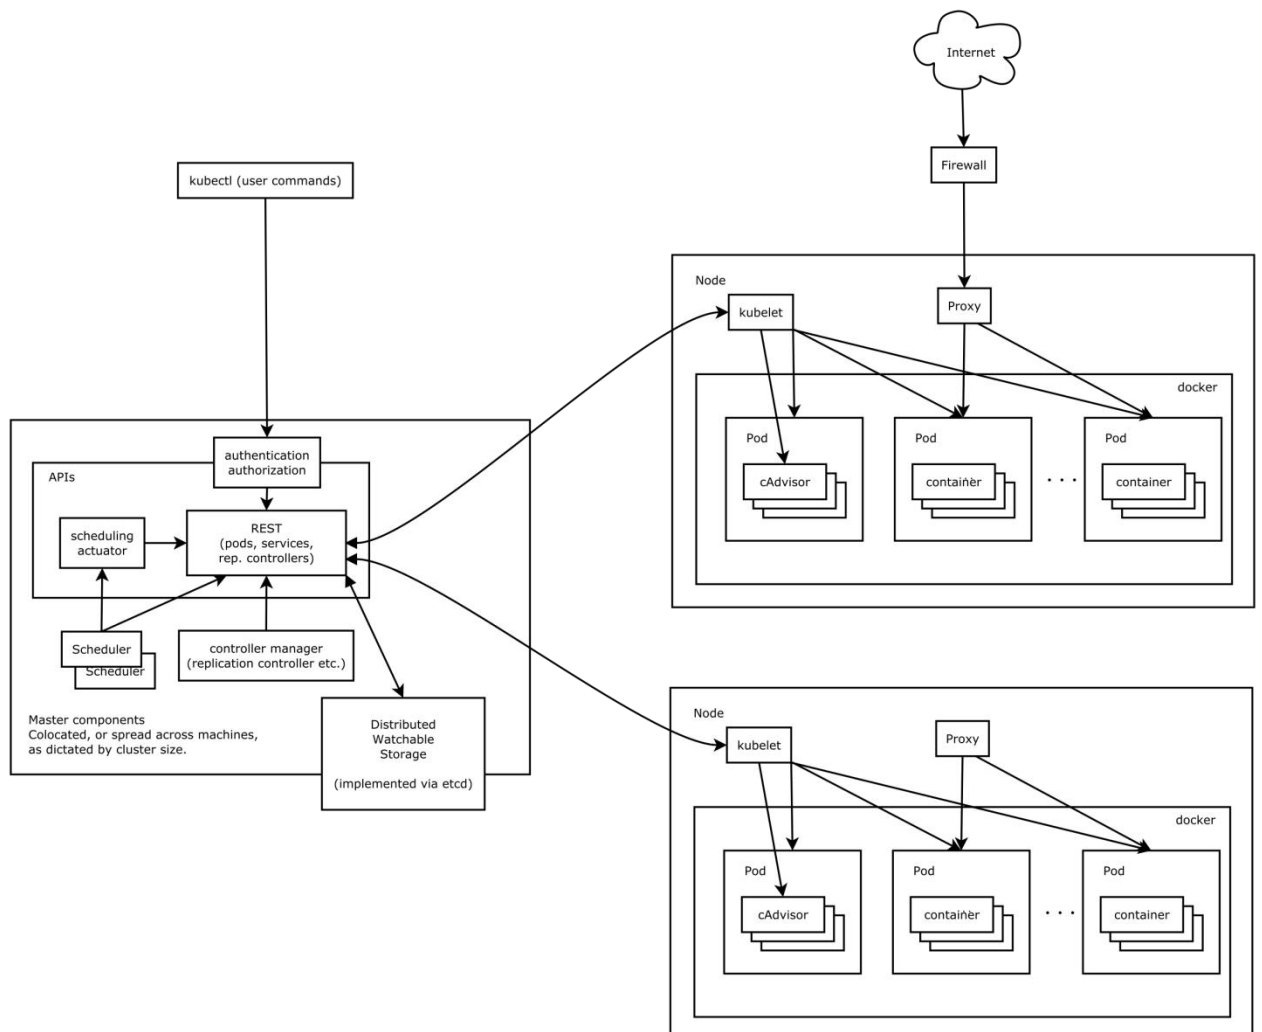 Internet
Firewall
kubectl (user commands)
Node
kubelet
Proxy
docker
Pod
cAdvisor
Pod
container
. . .
Pod
container
authentication
authorization
APIs
REST
(pods, services,
rep. controllers)
scheduling
actuator
Scheduler
Scheduler
controller manager
(replication controller etc.)
Master components
Colocated, or spread across machines,
as dictated by cluster size.
Distributed
Watchable
Storage
(implemented via etcd)
Node
kubelet
Proxy
docker
Pod
cAdvisor
Pod
container
. . .
Pod
container